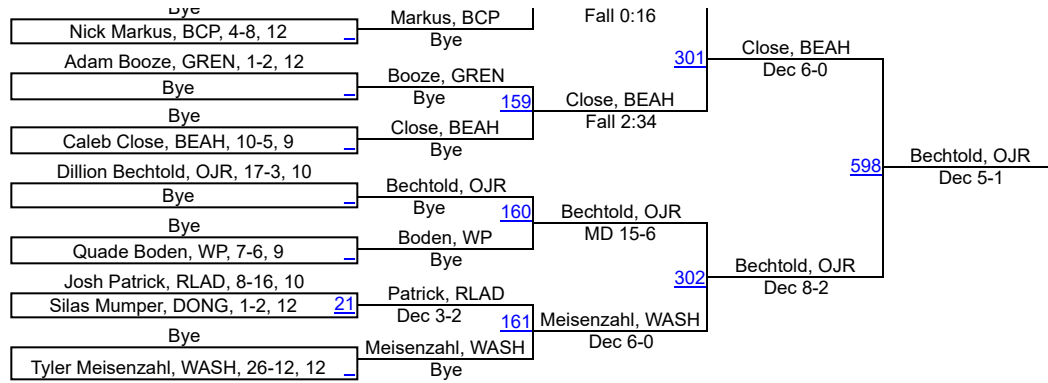 Bye
Nick Markus, BCP, 4-8, 12
Markus, BCP
Bye
Fall 0:16
Adam Booze, GREN, 1-2, 12
Bye
Booze, GREN
Bye
159
Bye
Caleb Close, BEAH, 10-5, 9
Close, BEAH
Bye
Close, BEAH
Fall 2:34
301
Close, BEAH
Dec 6-0
Dillion Bechtold, OJR, 17-3, 10
Bye
Bechtold, OJR
Bye
160
Bye
Quade Boden, WP, 7-6, 9
Boden, WP
Bye
Bechtold, OJR
MD 15-6
598
Bechtold, OJR
Dec 5-1
Josh Patrick, RLAD, 8-16, 10
Silas Mumper, DONG, 1-2, 12
21
Patrick, RLAD
Dec 3-2
161
Bye
Tyler Meisenzahl, WASH, 26-12, 12
Meisenzahl, WASH
Bye
Meisenzahl, WASH
Dec 6-0
302
Bechtold, OJR
Dec 8-2